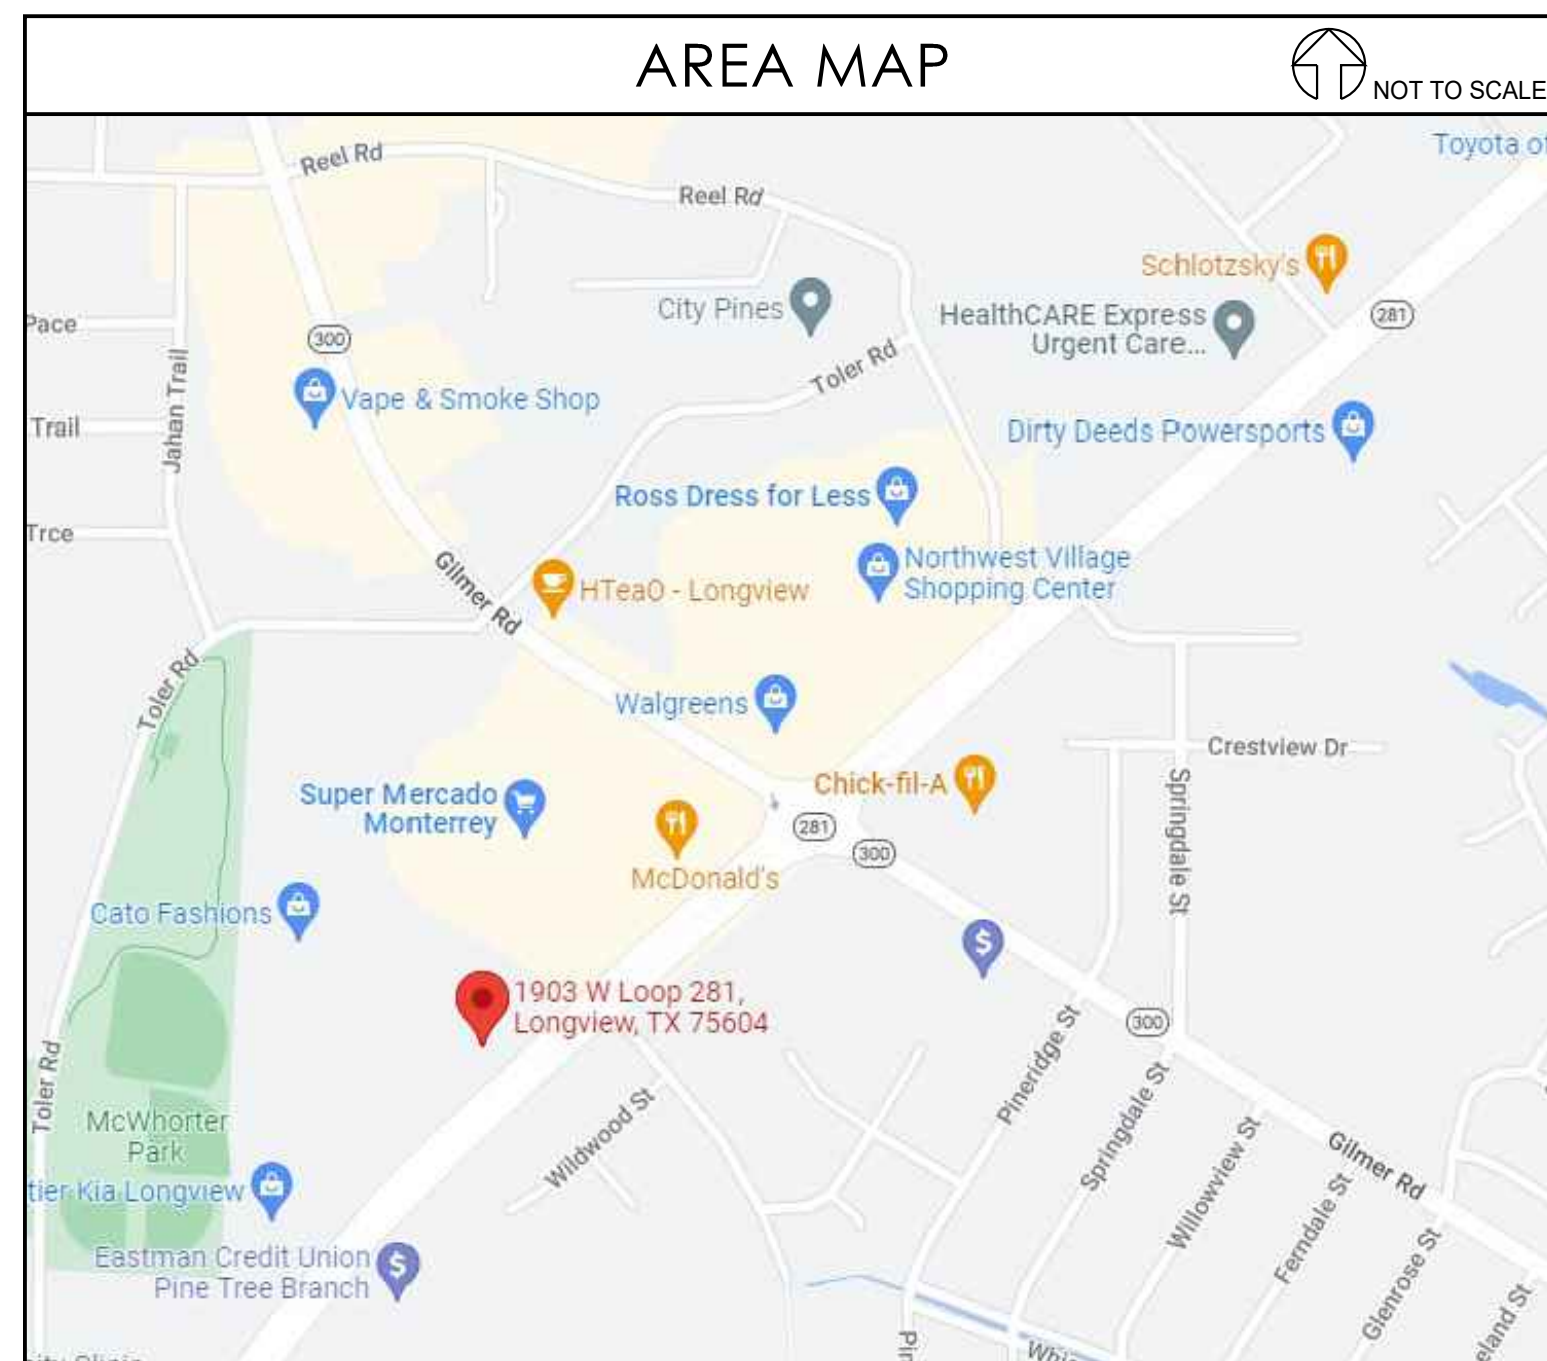 AREA MAP
NOT TO SCALE
Toyota of
Reel Rd
Reel Rd
Schlotzsky's
City Pines
HealthCARE Express
Urgent Care...
281
Pace
300
Toler Rd
Jahan Trail
Vape & Smoke Shop
Trail
Dirty Deeds Powersports
Ross Dress for Less
Trce
Northwest Village
Shopping Center
Gilmer Rd
HTeaO - Longview
Toler Rd
Walgreens
Crestview Dr
Chick-fil-A
Super Mercado
Monterrey
281
300
Springdale St
McDonald's
Cato Fashions
$
1903 W Loop 281,
Longview, TX 75604
300
Toler Rd
Pineridge St
McWhorter
Park
Wildwood St
Springdale St
Willowview St
Gilmer Rd
tier Kia Longview
Ferndale St
Eastman Credit Union
Pine Tree Branch
$
Glenrose St
eland St
Pin